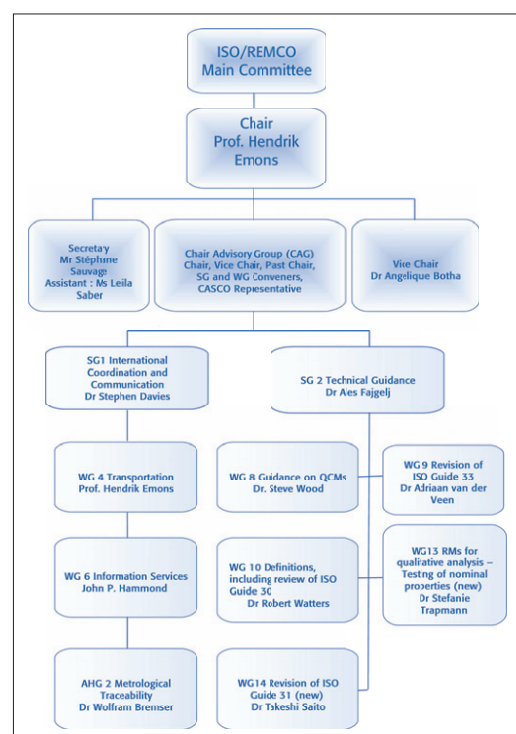 ISO/REMCO
Main Committee
Chair
Prof. Hendrik
Emons
Secretary
Mr Stéphane
Sauvage
Assistant : Ms Leila
Saber
Chair Advisory Group (CAG)
Chair, Vice Chair, Past Chair,
SG and WG Conveners,
CASCO Representative
Vice Chair
Dr Angelique Botha
SG1 International
Coordination and
Communication
Dr Stephen Davies
SG 2 Technical Guidance
Dr Aes Fajgelj
WG 4 Transportation
Prof. Hendrik Emons
WG 8 Guidance on QCMs
Dr. Steve Wood
WG9 Revision of
ISO Guide 33
Dr Adriaan van der
Veen
WG 6 Information Services
John P. Hammond
WG 10 Definitions,
including review of ISO
Guide 30
Dr Robert Watters
WG13 RMs for
qualitative analysis –
Testng of nominal
properties (new)
Dr Stefanie
Trapmann
AHG 2 Metrological
Traceability
Dr Wolfram Bremser
WG14 Revision of ISO
Guide 31 (new)
Dr Takeshi Saito